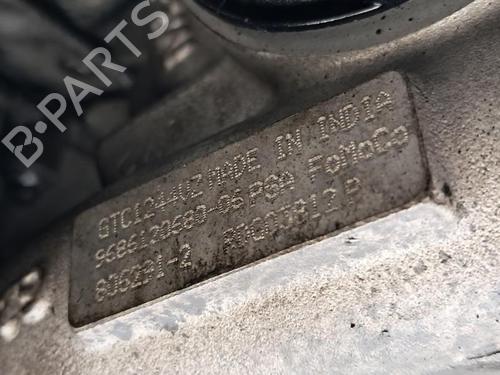 B-PARTS
GTC1244VZ MADE IN INDIA
9686120680-06 PSA FoMoCo
806291-2